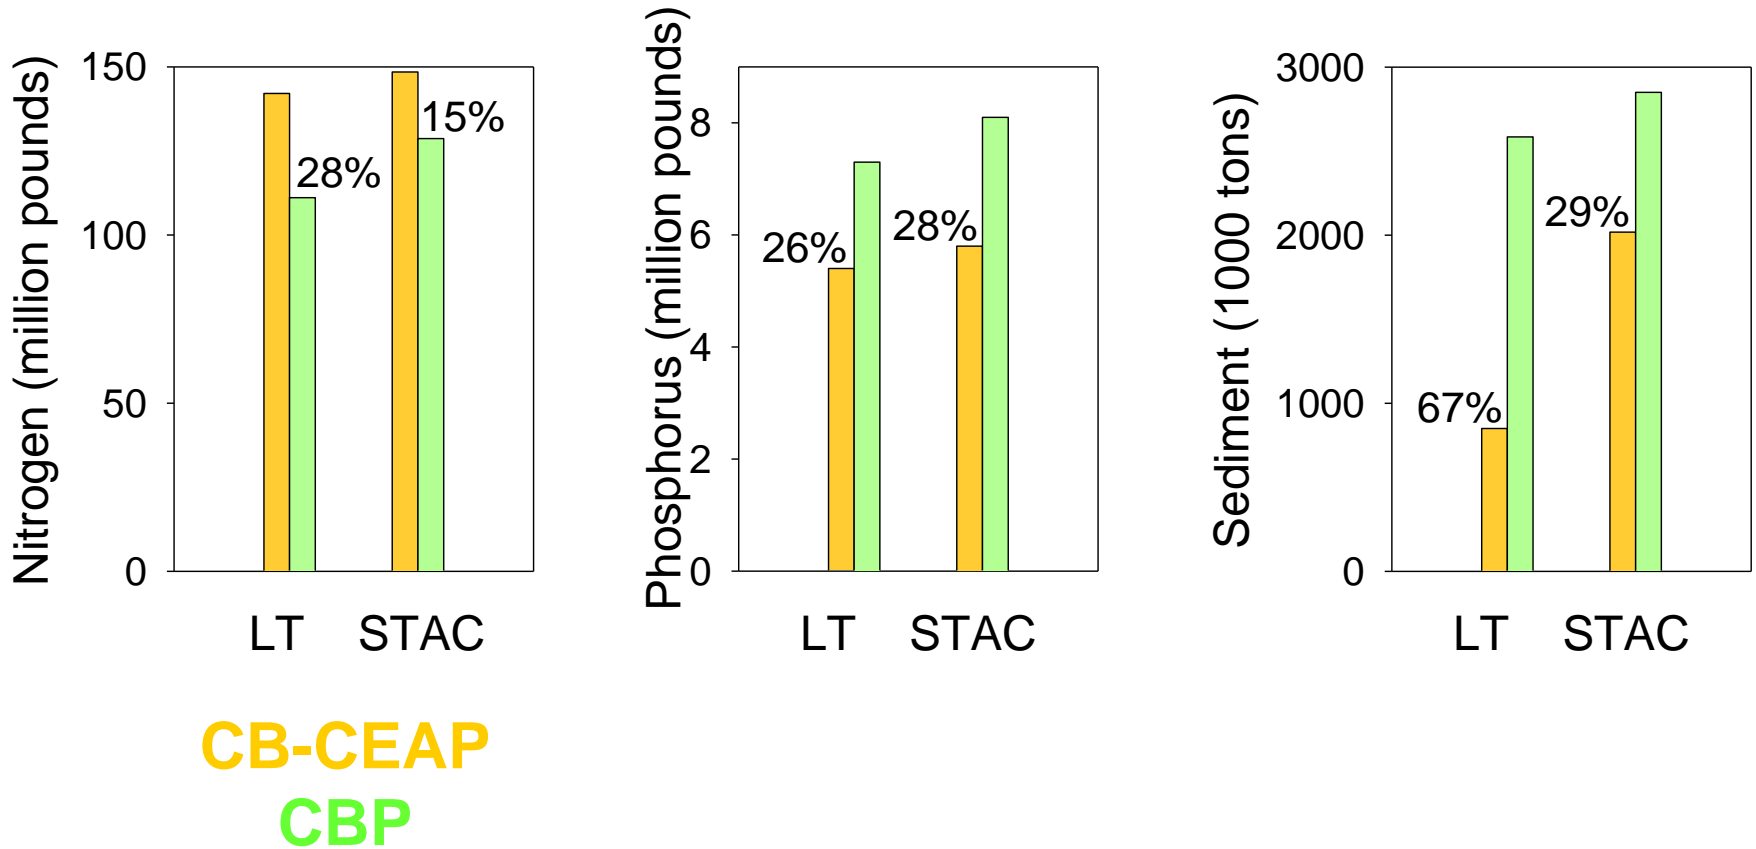 Nitrogen (million pounds)
150
100
50
0
28%
15%
LT STAC
Phosphorus (million pounds)
8
6
4
2
0
26%
28%
LT STAC
Sediment (1000 tons)
3000
2000
1000
0
67%
29%
LT STAC
CB-CEAP
CBP